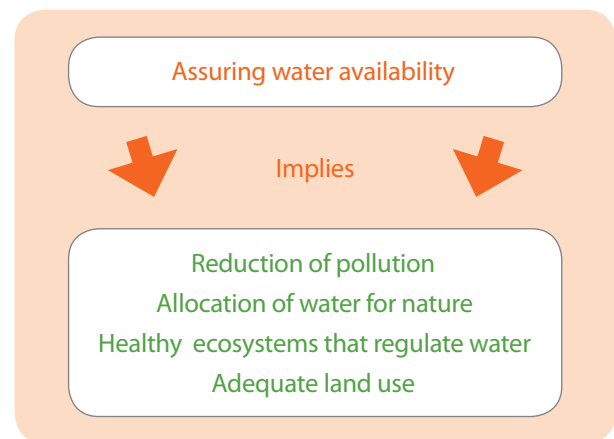 Assuring water availability
Implies
Reduction of pollution
Allocation of water for nature
Healthy ecosystems that regulate water
Adequate land use